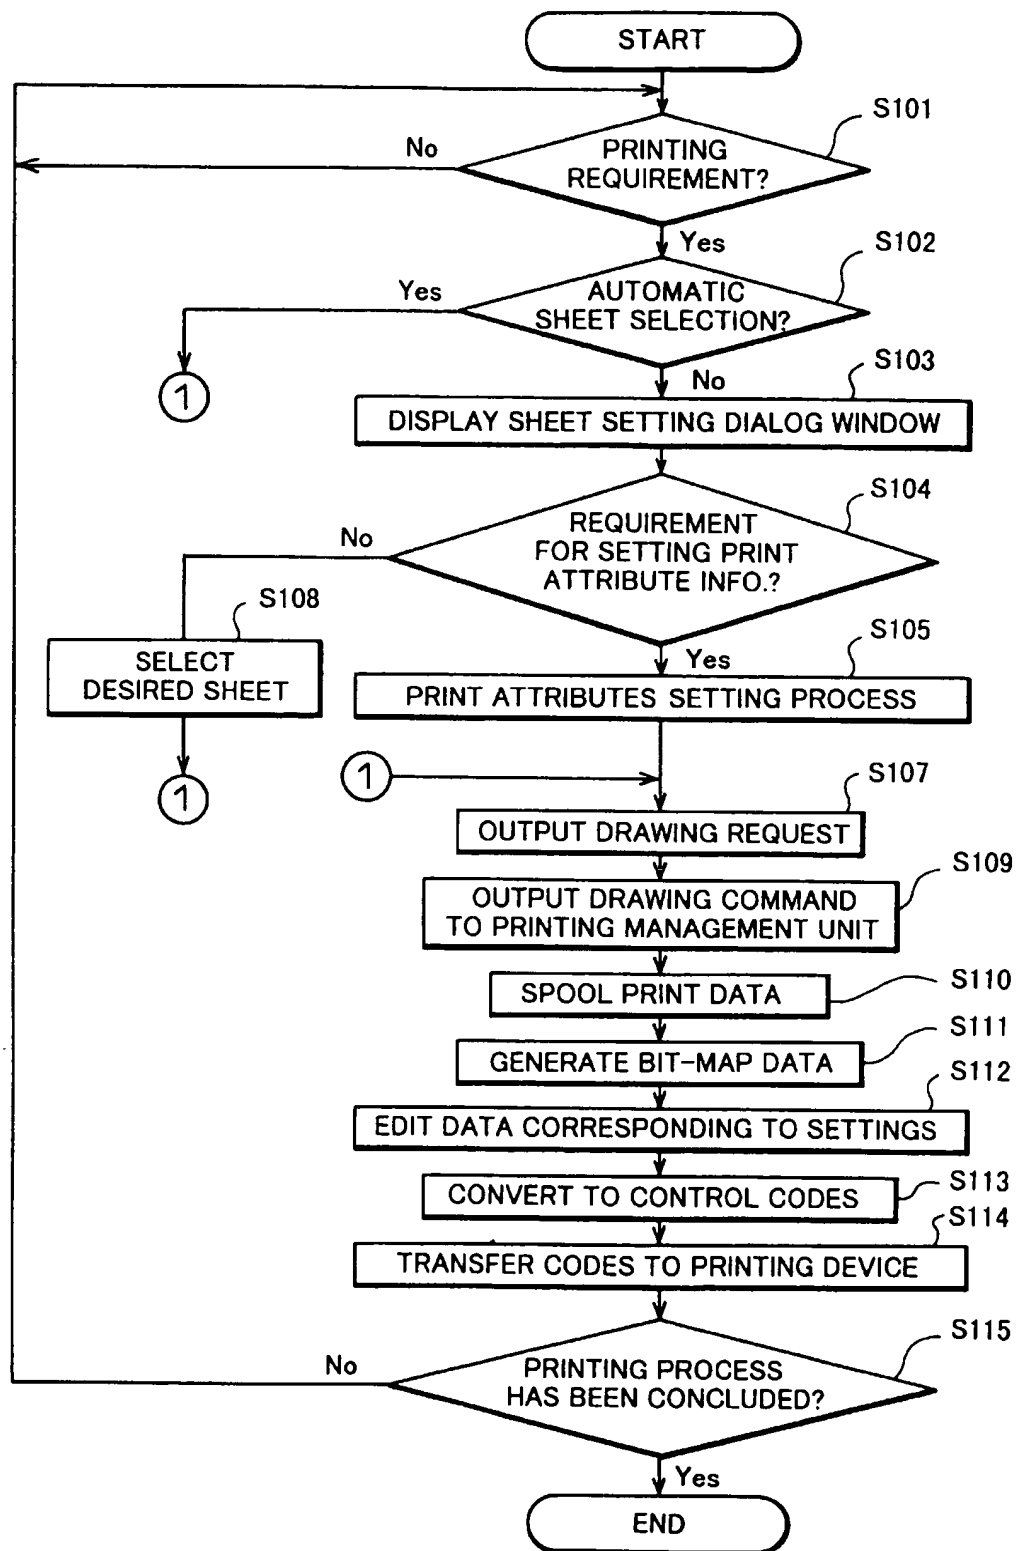 START
S101
No
PRINTING
REQUIREMENT?
Yes
S102
Yes
AUTOMATIC
SHEET SELECTION?
No
S103
1
DISPLAY SHEET SETTING DIALOG WINDOW
S104
No
REQUIREMENT
FOR SETTING PRINT
ATTRIBUTE INFO.?
S108
SELECT
DESIRED SHEET
Yes
S105
PRINT ATTRIBUTES SETTING PROCESS
1
1
S107
OUTPUT DRAWING REQUEST
S109
OUTPUT DRAWING COMMAND
TO PRINTING MANAGEMENT UNIT
S110
SPOOL PRINT DATA
S111
GENERATE BIT-MAP DATA
S112
EDIT DATA CORRESPONDING TO SETTINGS
S113
CONVERT TO CONTROL CODES
S114
TRANSFER CODES TO PRINTING DEVICE
S115
No
PRINTING PROCESS
HAS BEEN CONCLUDED?
Yes
END